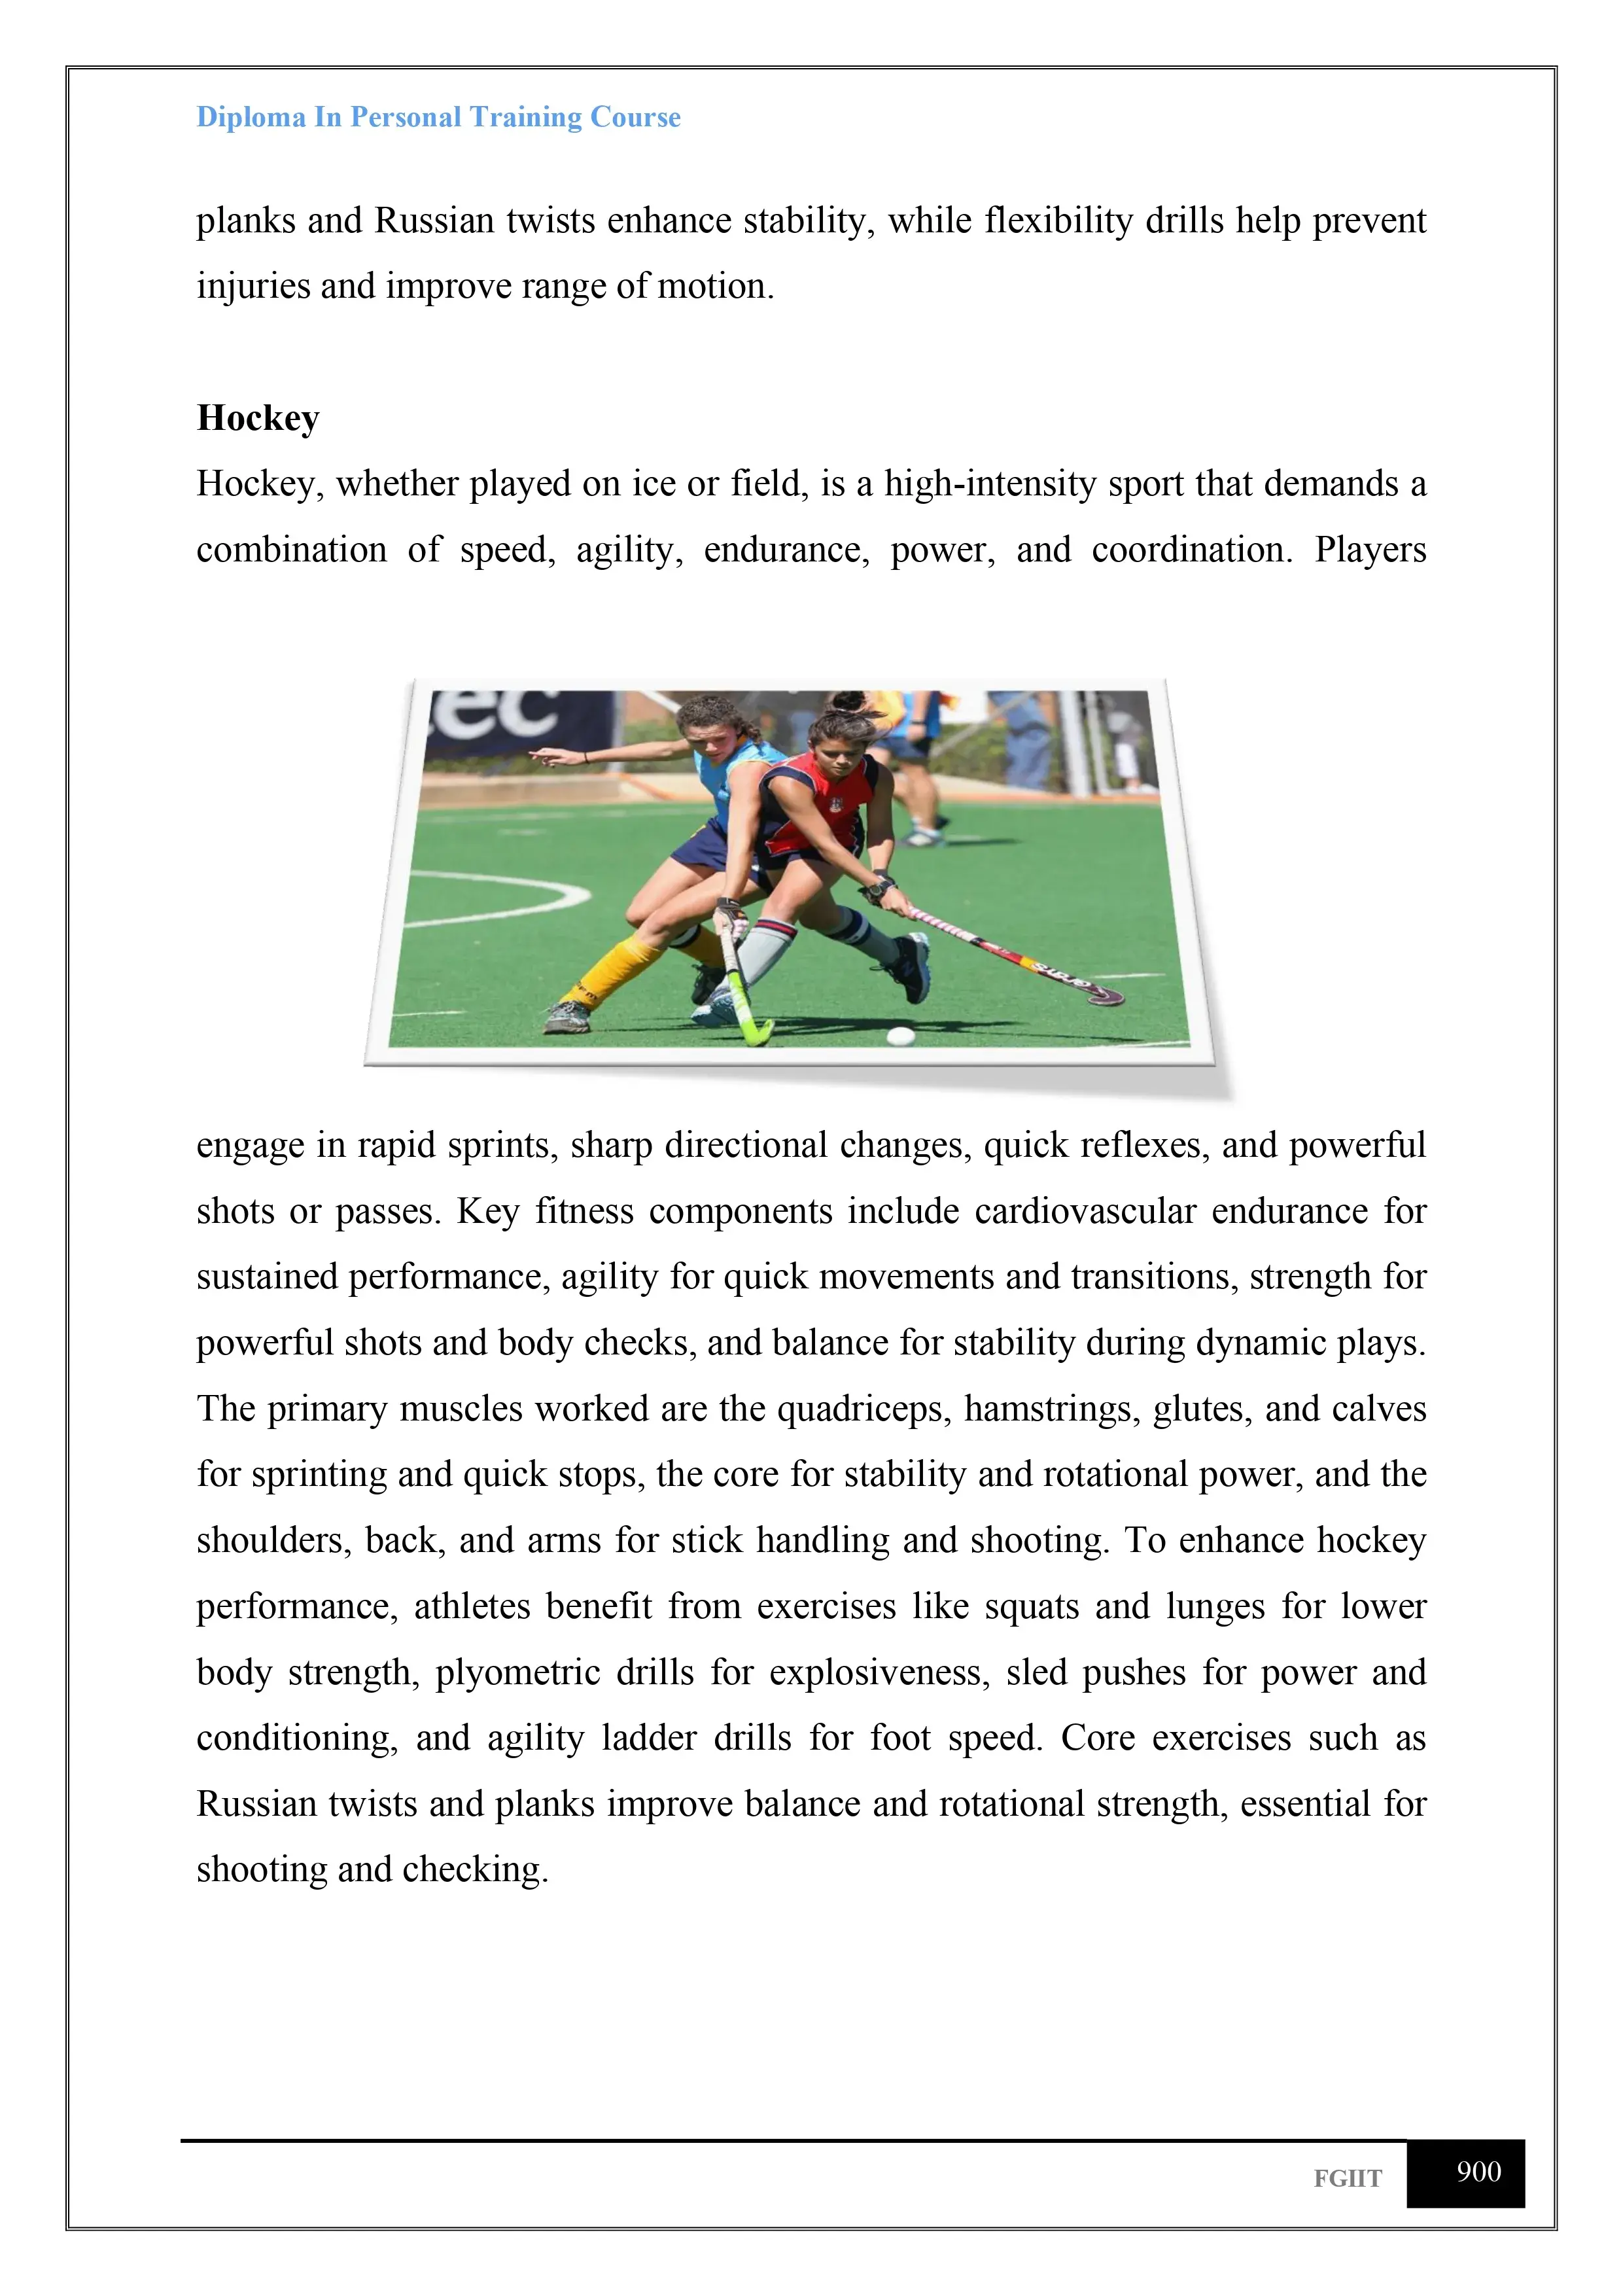 Diploma In Personal Training Course
planks and Russian twists enhance stability, while flexibility drills help prevent
injuries and improve range of motion.
Hockey
Hockey, whether played on ice or field, is a high-intensity sport that demands a
combination of speed, agility, endurance, power, and coordination. Players
engage in rapid sprints, sharp directional changes, quick reflexes, and powerful
shots or passes. Key fitness components include cardiovascular endurance for
sustained performance, agility for quick movements and transitions, strength for
powerful shots and body checks, and balance for stability during dynamic plays.
The primary muscles worked are the quadriceps, hamstrings, glutes, and calves
for sprinting and quick stops, the core for stability and rotational power, and the
shoulders, back, and arms for stick handling and shooting. To enhance hockey
performance, athletes benefit from exercises like squats and lunges for lower
body strength, plyometric drills for explosiveness, sled pushes for power and
conditioning, and agility ladder drills for foot speed. Core exercises such as
Russian twists and planks improve balance and rotational strength, essential for
shooting and checking.
FGIIT
900